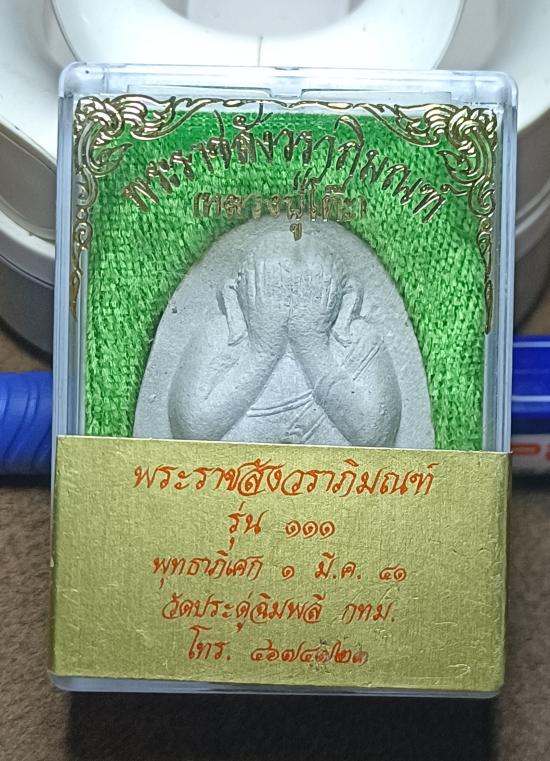 พระราชสังวราภิมณฑ์
(หลวงปู่โต๊ะ)
พระราชสังวราภิมณฑ์
รุ่น ๑๑๑
พุทธาภิเศก ๑ มี.ค. ๔๑
วัดประดู่ฉิมพลี กทม.
โทร. ๔๖๗๔๗๒๓